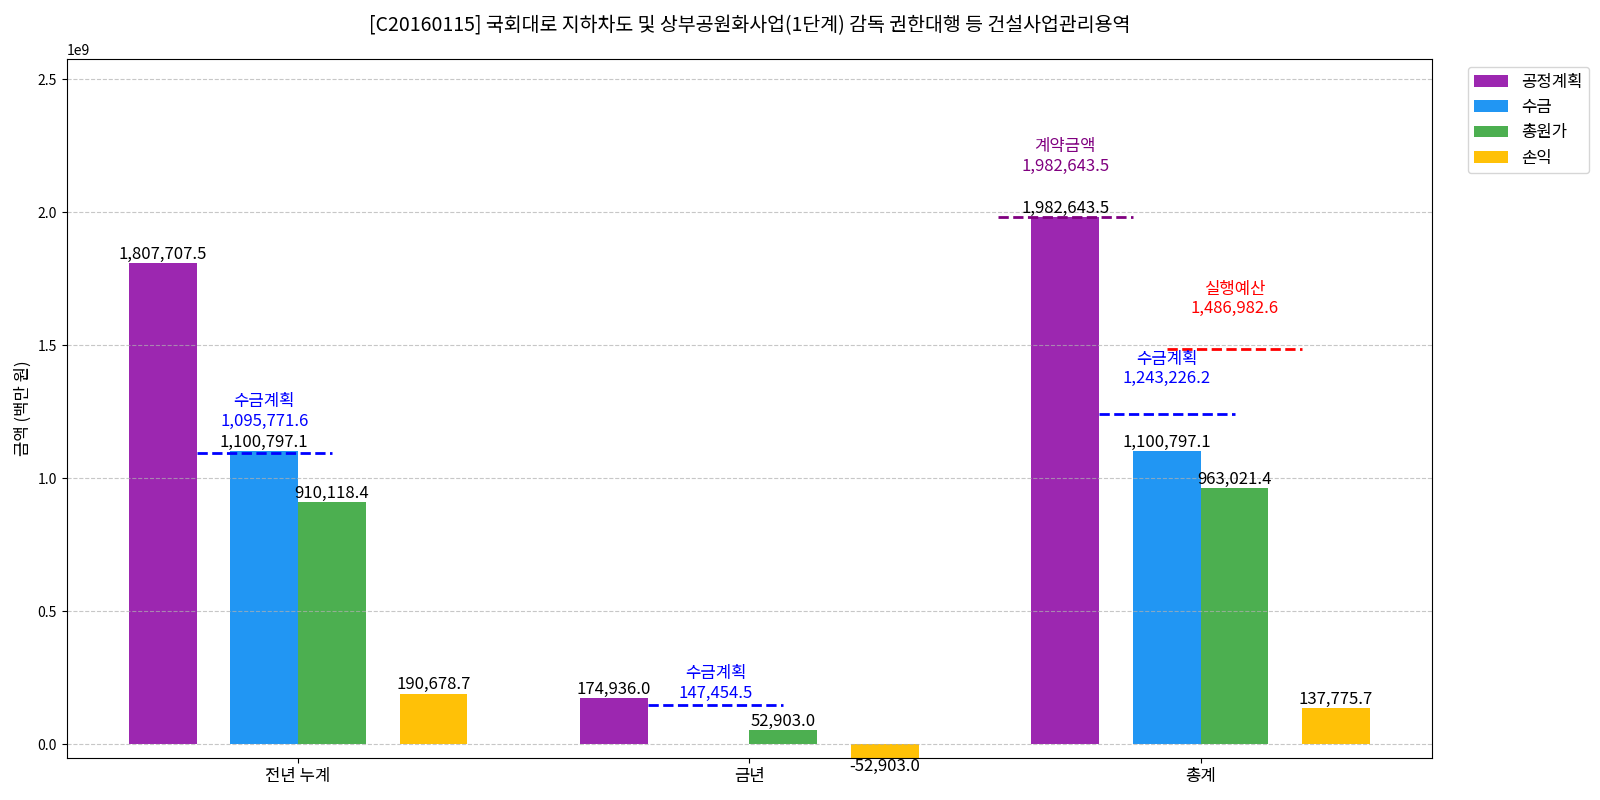 [C20160115] 국회대로 지하차도 및 상부공원화사업(1단계) 감독 권한대행 등 건설사업관리용역
1e9
공정계획
수금
총원가
손익
금액 (백만 원)
2.5
2.0
1.5
1.0
0.5
0.0
1,807,707.5
수금계획
1,095,771.6
1,100,797.1
910,118.4
190,678.7
174,936.0
수금계획
147,454.5
52,903.0
-52,903.0
계약금액
1,982,643.5
1,982,643.5
실행예산
1,486,982.6
수금계획
1,243,226.2
1,100,797.1
963,021.4
137,775.7
전년 누계
금년
총계